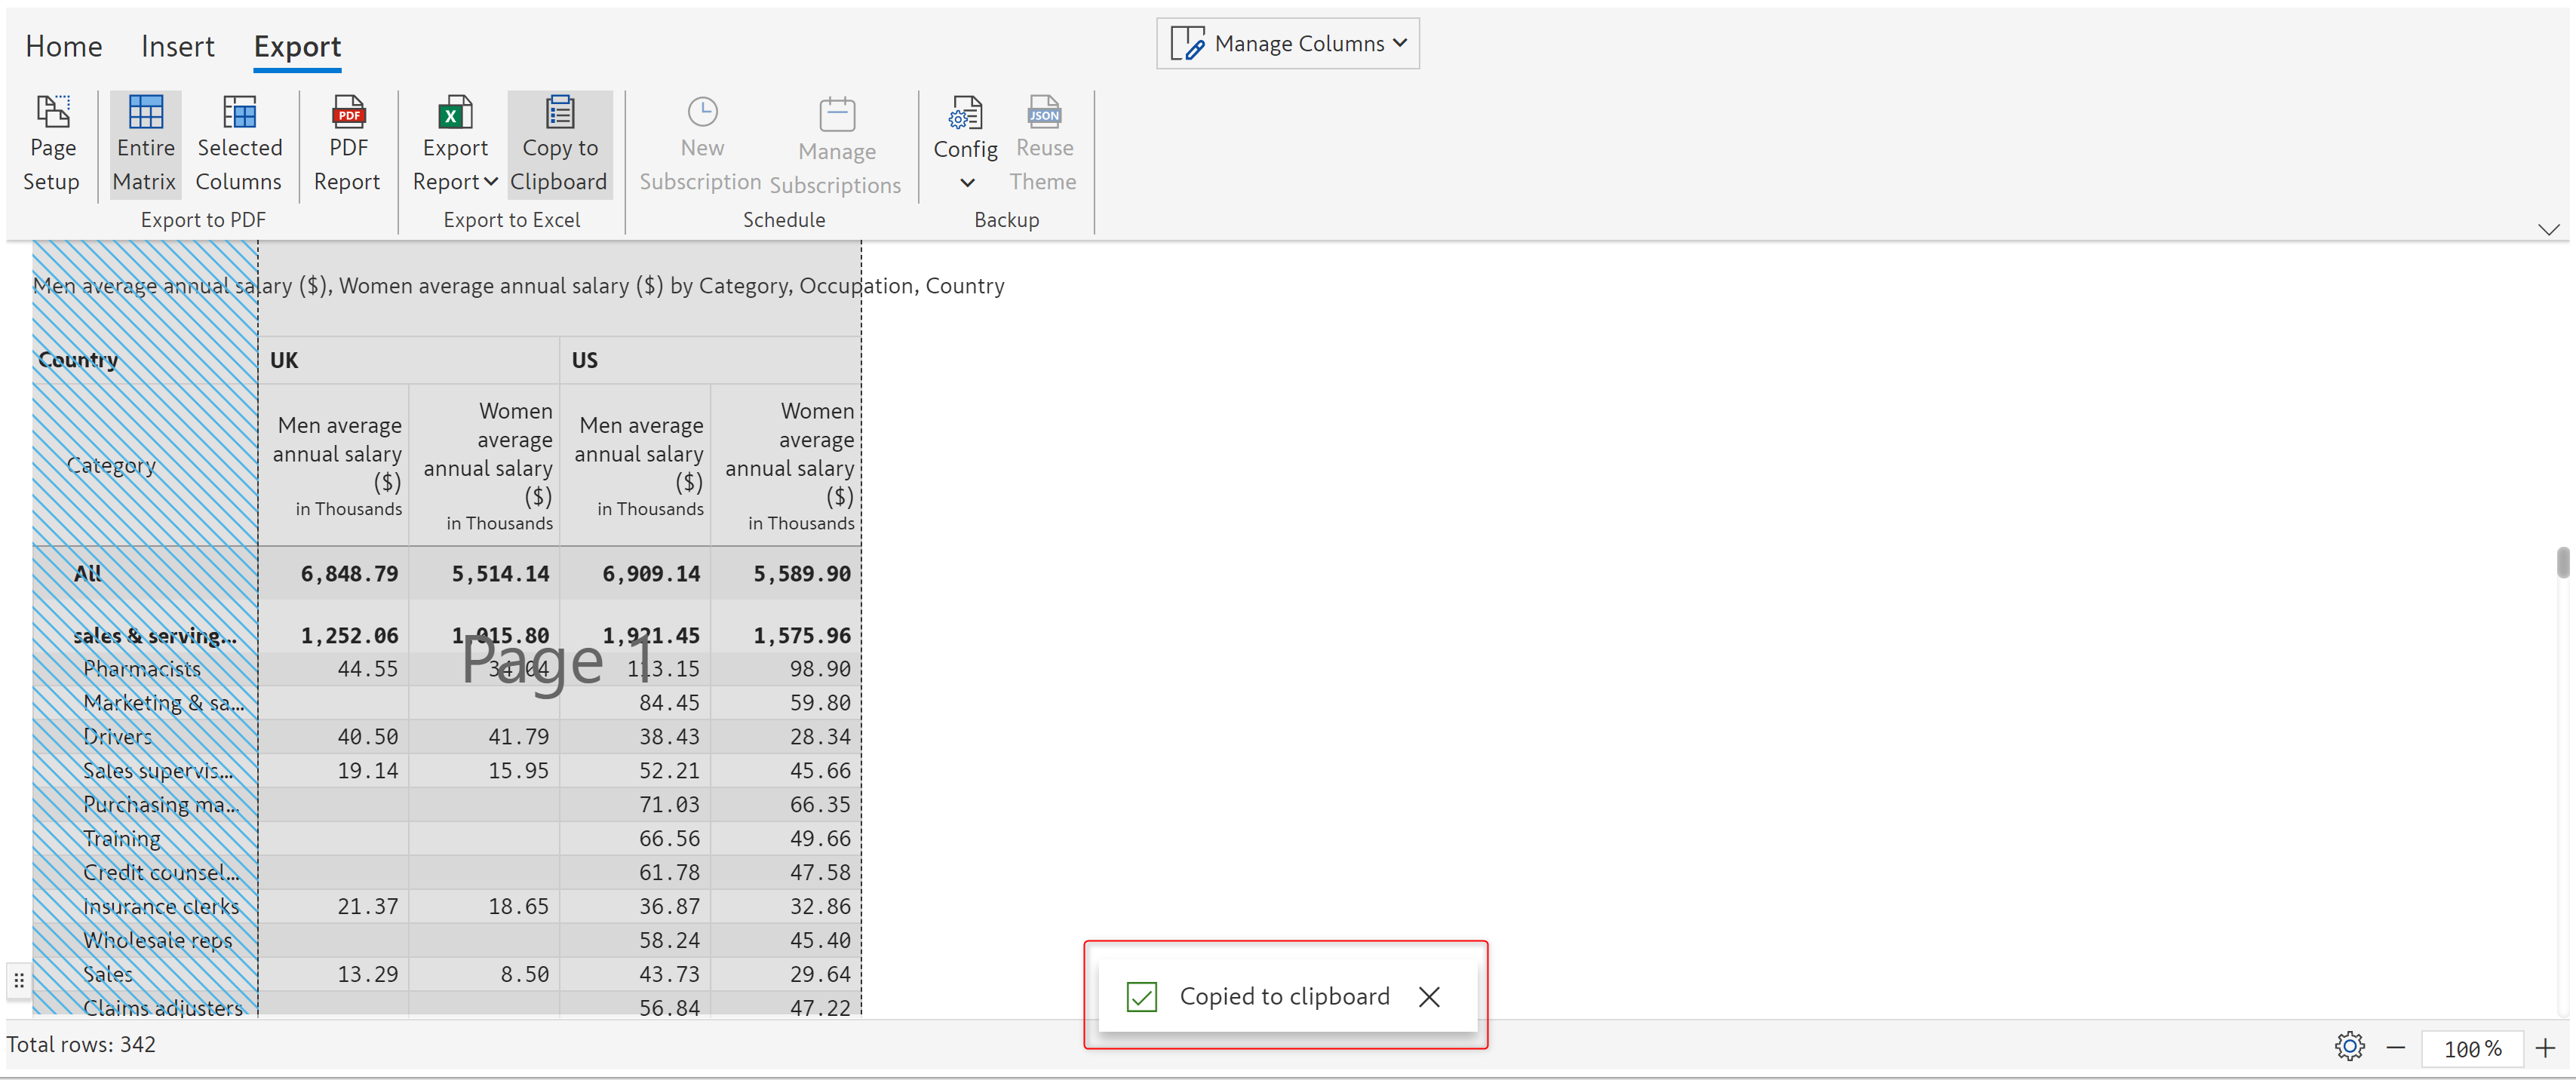 Home Insert Export
Manage Columns
Page Setup
Entire Matrix
Selected Columns
PDF
PDF Report
X
Export Report
Copy to Clipboard
New Subscription
Manage Subscriptions
Config
JSON
Reuse Theme
Export to PDF
Export to Excel
Schedule
Backup
Men average annual salary ($), Women average annual salary ($) by Category, Occupation, Country
Country UK US
Category
Men average annual salary ($) in Thousands
Women average annual salary ($) in Thousands
Men average annual salary ($) in Thousands
Women average annual salary ($) in Thousands
All 6,848.79 5,514.14 6,909.14 5,589.90
sales & serving... 1,252.06 1,015.80 1,921.45 1,575.96
Page 1
Pharmacists 44.55 34.04 113.15 98.90
Marketing & sa... 84.45 59.80
Drivers 40.50 41.79 38.43 28.34
Sales supervis... 19.14 15.95 52.21 45.66
Purchasing ma... 71.03 66.35
Training 66.56 49.66
Credit counsel... 61.78 47.58
Insurance clerks 21.37 18.65 36.87 32.86
Wholesale reps 58.24 45.40
Sales 13.29 8.50 43.73 29.64
Claims adjusters 56.84 47.22
Copied to clipboard
Total rows: 342
100%